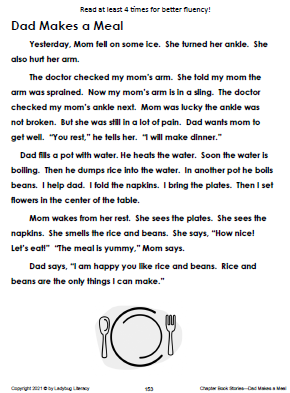 Read at least 4 times for better fluency!
Dad Makes a Meal
Yesterday, Mom fell on some ice. She turned her ankle. She
also hurt her arm.
The doctor checked my mom's arm. She told my mom the
arm was sprained. Now my mom's arm is in a sling. The doctor
checked my mom's ankle next. Mom was lucky the ankle was
not broken. But she was still in a lot of pain. Dad wants mom to
get well. "You rest," he tells her. "I will make dinner."
Dad fills a pot with water. He heats the water. Soon the water is
boiling. Then he dumps rice into the water. In another pot he boils
beans. I help dad. I fold the napkins. I bring the plates. Then I set
flowers in the center of the table.
Mom wakes from her rest. She sees the plates. She sees the
napkins. She smells the rice and beans. She says, "How nice!
Let's eat!" "The meal is yummy," Mom says.
Dad says, "I am happy you like rice and beans. Rice and
beans are the only things I can make."
Copyright 2021 © by Ladybug Literacy
153
Chapter Book Stories—Dad Makes a Meal